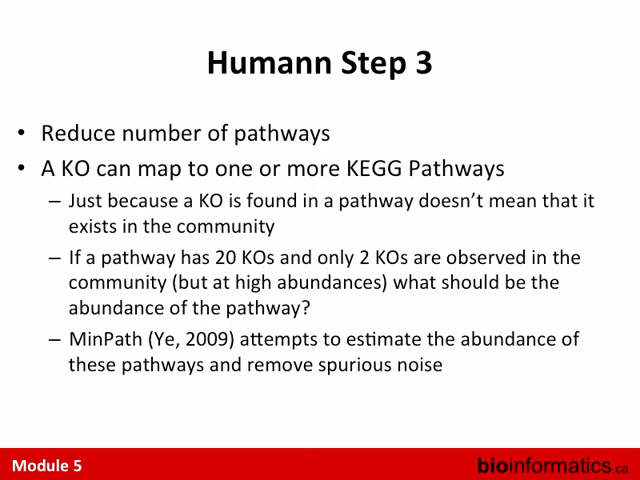 Humann Step 3
• Reduce number of pathways
• A KO can map to one or more KEGG Pathways
– Just because a KO is found in a pathway doesn't mean that it
exists in the community
– If a pathway has 20 KOs and only 2 KOs are observed in the
community (but at high abundances) what should be the
abundance of the pathway?
– MinPath (Ye, 2009) attempts to estimate the abundance of
these pathways and remove spurious noise
Module 5
bioinformatics.ca